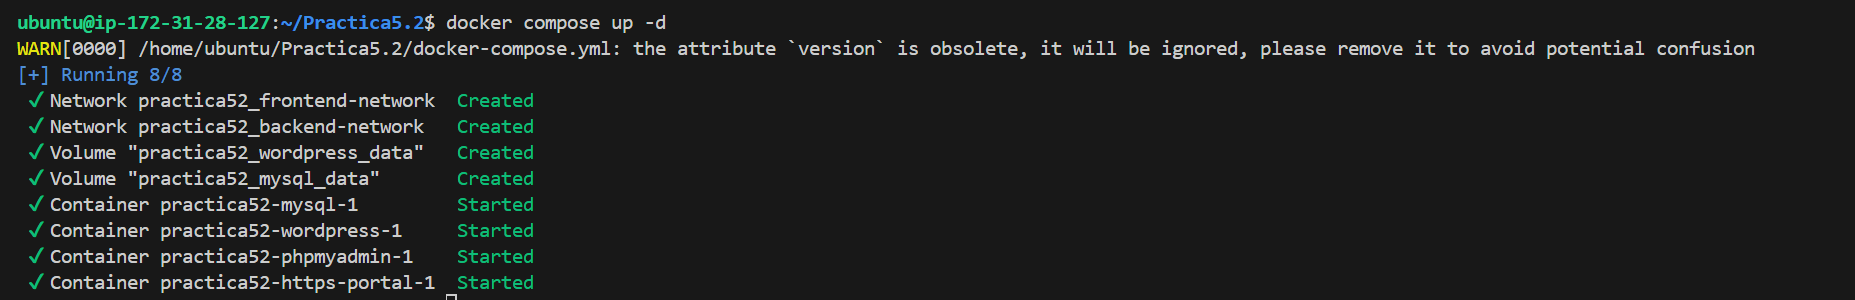 ubuntu@ip-172-31-28-127:~/Practica5.2$ docker compose up -d
WARN[0000] /home/ubuntu/Practica5.2/docker-compose.yml: the attribute `version` is obsolete, it will be ignored, please remove it to avoid potential confusion
[+] Running 8/8
✔ Network practica52_frontend-network Created
✔ Network practica52_backend-network Created
✔ Volume "practica52_wordpress_data" Created
✔ Volume "practica52_mysql_data" Created
✔ Container practica52-mysql-1 Started
✔ Container practica52-wordpress-1 Started
✔ Container practica52-phpmyadmin-1 Started
✔ Container practica52-https-portal-1 Started